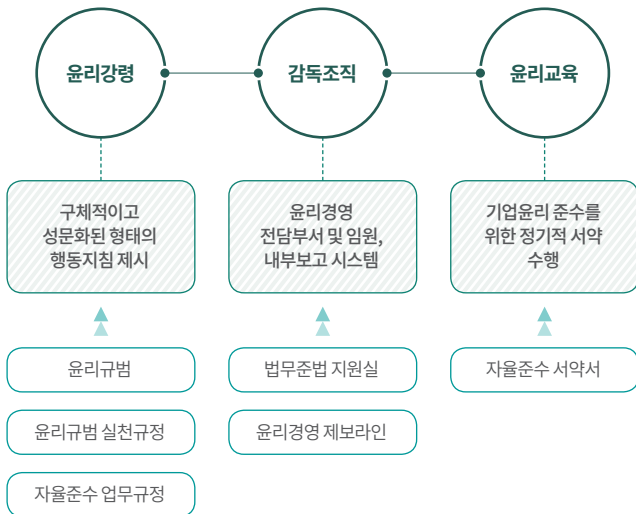 윤리강령
감독조직
윤리교육
구체적이고
성문화된 형태의
행동지침 제시
윤리경영
전담부서 및 임원,
내부보고 시스템
기업윤리 준수를
위한 정기적 서약
수행
윤리규범
윤리규범 실천규정
자율준수 업무규정
법무준법 지원실
윤리경영 제보라인
자율준수 서약서